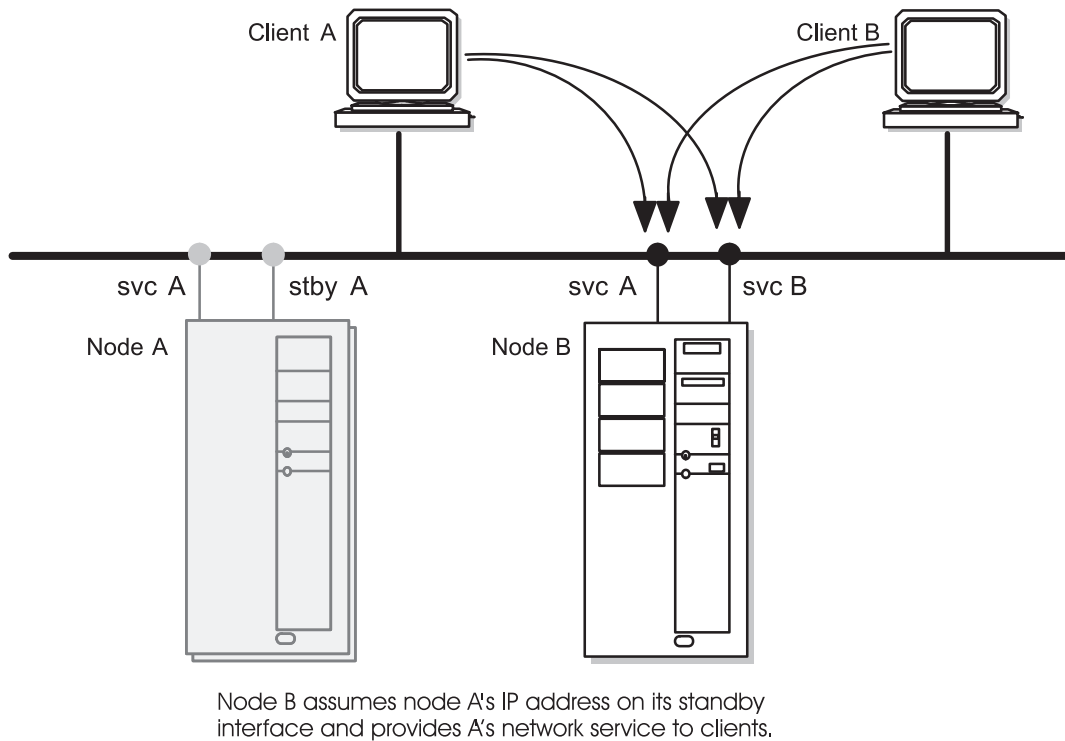 Client A
Client B
svc A
stby A
svc A
svc B
Node A
Node B
Node B assumes node A's IP address on its standby
interface and provides A's network service to clients.